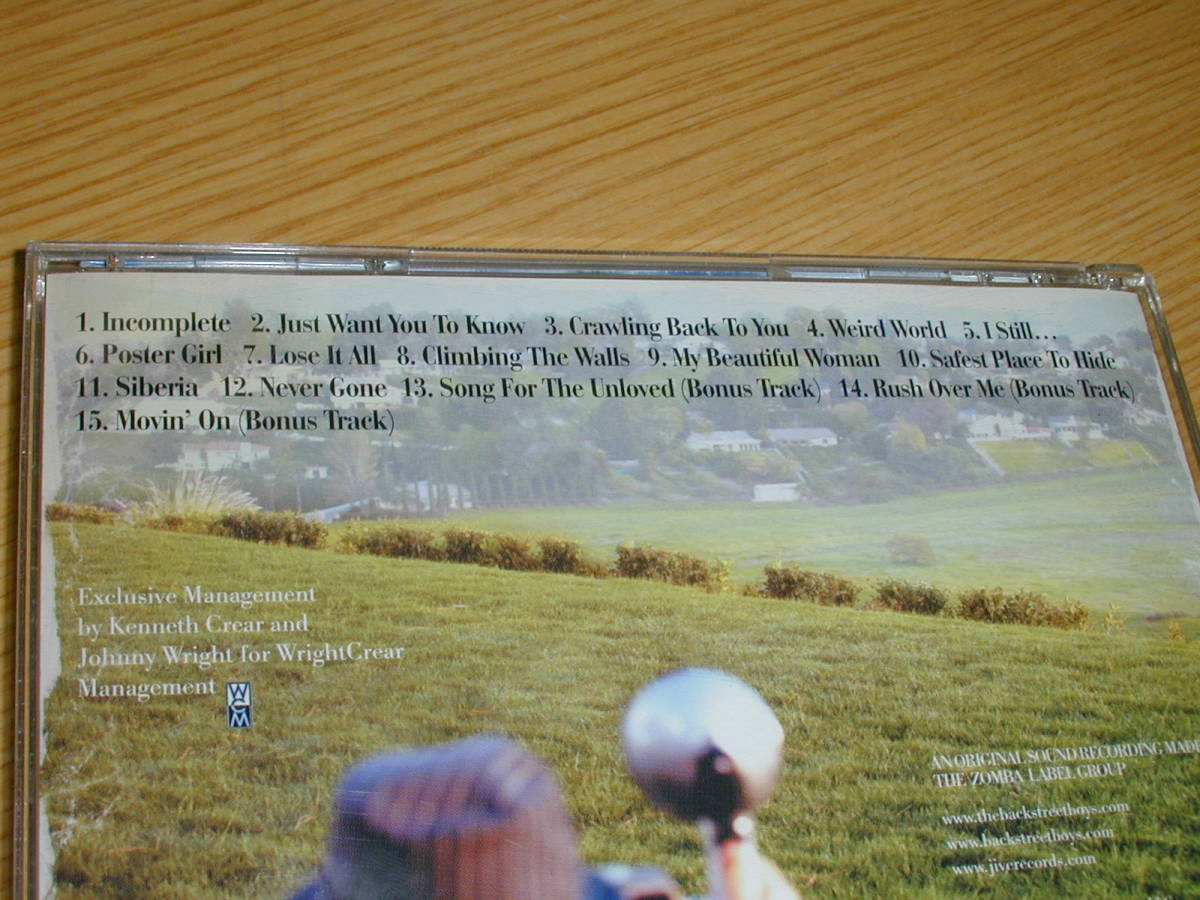 1. Incomplete 2. Just Want You To Know 3. Crawling Back To You 4. Weird World 5. I Still...
6. Poster Girl 7. Lose It All 8. Climbing The Walls 9. My Beautiful Woman 10. Safest Place To Hide
11. Siberia 12. Never Gone 13. Song For The Unloved (Bonus Track) 14. Rush Over Me (Bonus Track)
15. Movin' On (Bonus Track)
Exclusive Management
by Kenneth Crear and
Johnny Wright for WrightCrear
Management
WCM
AN ORIGINAL SOUND RECORDING MADE
THE ZOMBA LABEL GROUP
www.thebackstreetboys.com
www.backstreetboys.com
www.jiverecords.com